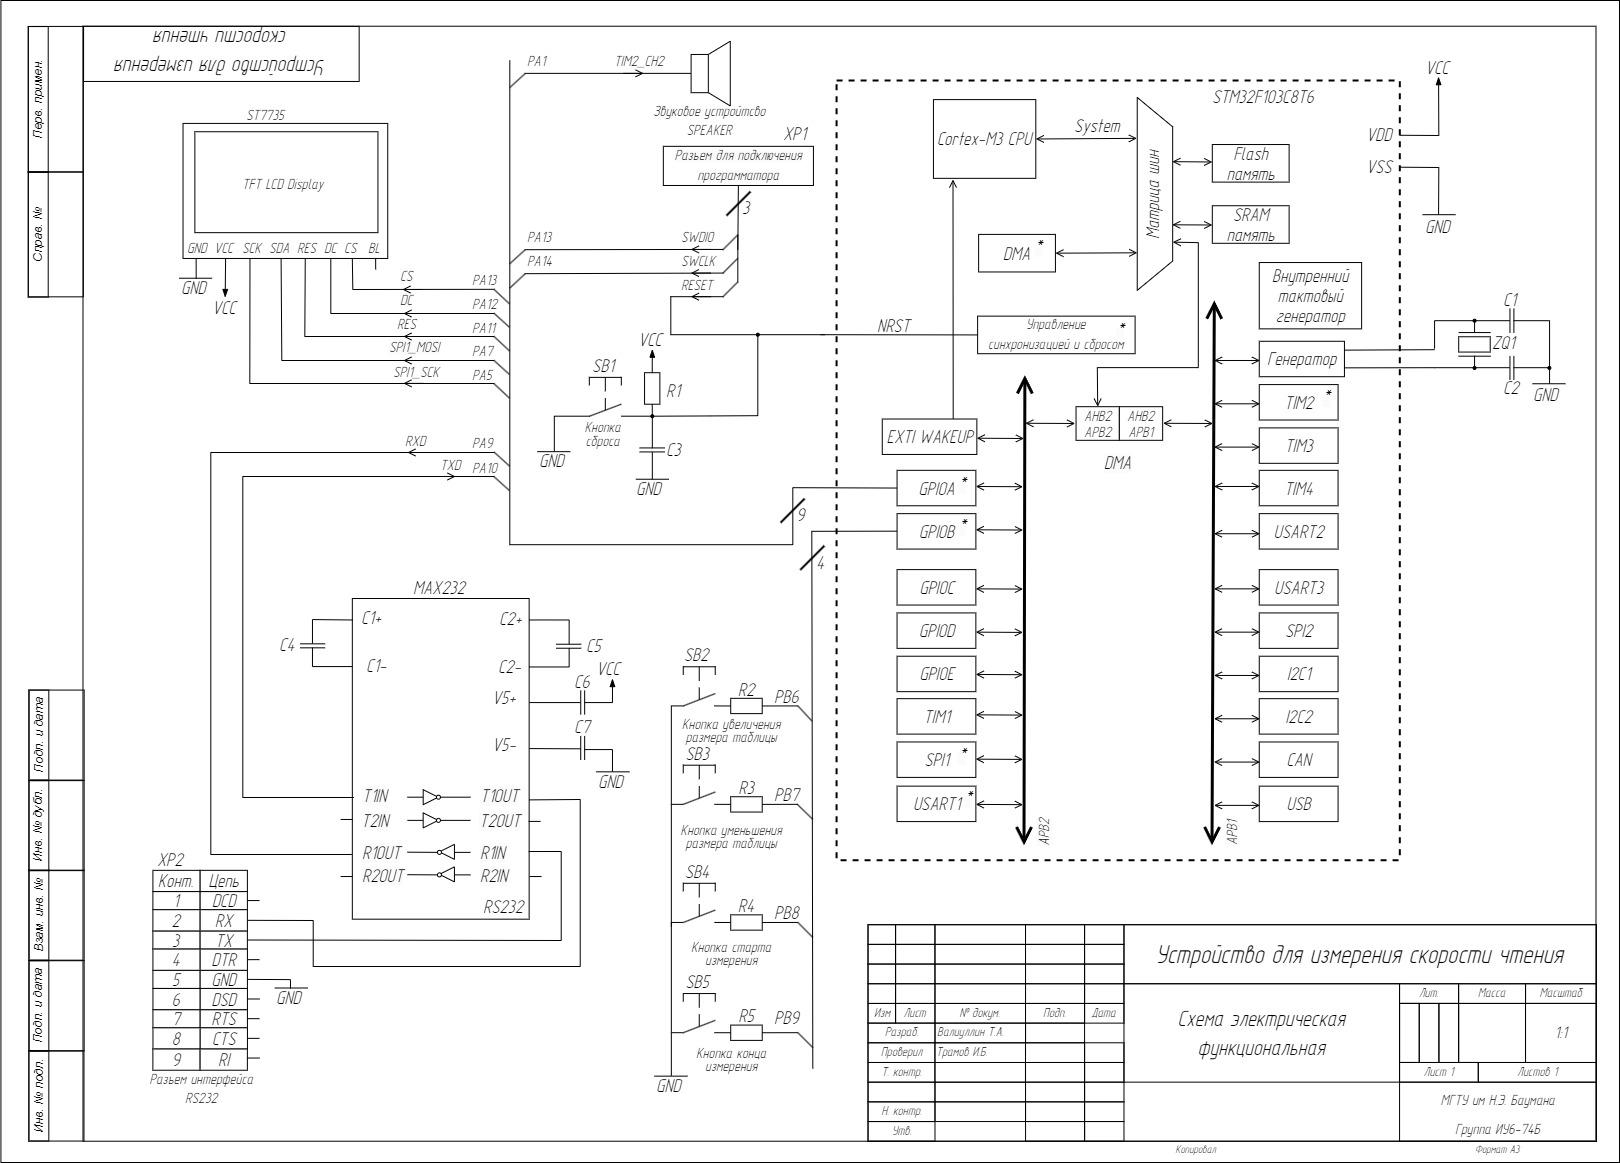 Устройство для измерения
скорости чтения
Перв. примен.
Справ. №
Подп. и дата
Инв. № дубл.
Взам. инв. №
Подп. и дата
Инв. № подл.
ST7735
TFT LCD Display
GND VCC SCK SDA RES DC CS BL
GND
VCC
CS PA13
DC PA12
RES PA11
SPI1_MOSI PA7
SPI1_SCK PA5
RXD PA9
TXD PA10
PA1 TIM2_CH2
Звуковое устройтсво
SPEAKER
XP1
Разьем для подключения
программатора
3
PA13 SWDIO
PA14 SWCLK
RESET
NRST
VCC
SB1
R1
Кнопка
сброса
GND
C3
GND
9
4
STM32F103C8T6
Cortex-M3 CPU
System
Матрица шин
Flash
память
SRAM
память
DMA *
Внутренний
тактовый
генератор
Управление *
синхронизацией и сбросом
Генератор
EXTI WAKEUP
AHB2 AHB2
APB2 APB1
DMA
GPIOA *
GPIOB *
GPIOC
GPIOD
GPIOE
TIM1
SPI1 *
USART1 *
APB2
TIM2 *
TIM3
TIM4
USART2
USART3
SPI2
I2C1
I2C2
CAN
USB
APB1
VCC
VDD
VSS
GND
C1
ZQ1
C2
GND
MAX232
C4
C1+ C2+
C5
C1- C2-
C6 VCC
V5+
C7
V5-
GND
T1IN T1OUT
T2IN T2OUT
R1OUT R1IN
R2OUT R2IN
RS232
XP2
Конт. Цепь
1 DCD
2 RX
3 TX
4 DTR
5 GND
6 DSD
7 RTS
8 CTS
9 RI
GND
Разьем интерфейса
RS232
SB2
R2 PB6
Кнопка увеличения
размера таблицы
SB3
R3 PB7
Кнопка уменьшения
размера таблицы
SB4
R4 PB8
Кнопка старта
измерения
SB5
R5 PB9
Кнопка конца
измерения
GND
Устройство для измерения скорости чтения
Схема электрическая
функциональная
Изм Лист № докум. Подп. Дата
Разраб. Валиуллин Т.А.
Проверил Трамов И.Б.
Т. контр.
Н. контр.
Утв.
Лит. Масса Масштаб
1:1
Лист 1 Листов 1
МГТУ им Н.Э. Баумана
Группа ИУ6-74Б
Копировал Формат А3